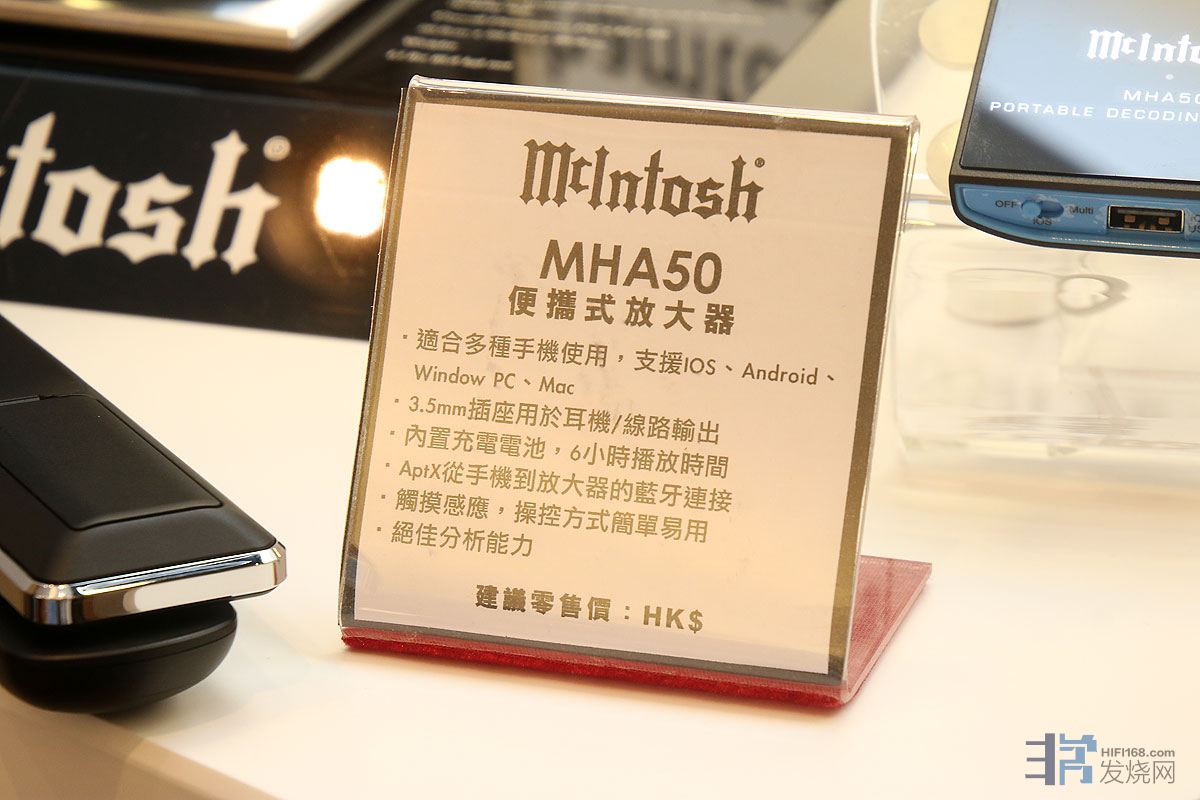 McIntosh®
MHA50
便攜式放大器
·適合多種手機使用，支援IOS、Android、
Window PC、Mac
·3.5mm插座用於耳機/線路輸出
·內置充電電池，6小時播放時間
·AptX從手機到放大器的藍牙連接
·觸摸感應，操控方式簡單易用
·絕佳分析能力
建議零售價：HK$
tosh®
McInto
MHA50
PORTABLE DECODIN
OFF
IOS
Multi
HIFI168.com
发烧网